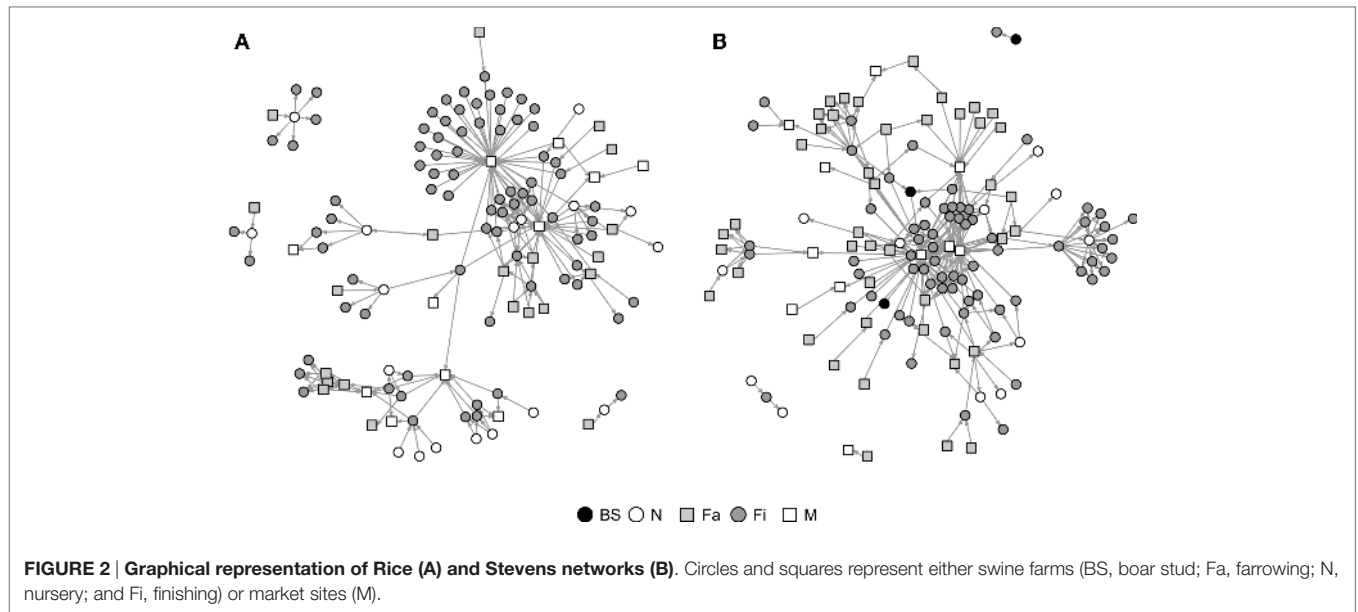 A
B
BS N Fa Fi M
FIGURE 2 | Graphical representation of Rice (A) and Stevens networks (B). Circles and squares represent either swine farms (BS, boar stud; Fa, farrowing; N,
nursery; and Fi, finishing) or market sites (M).